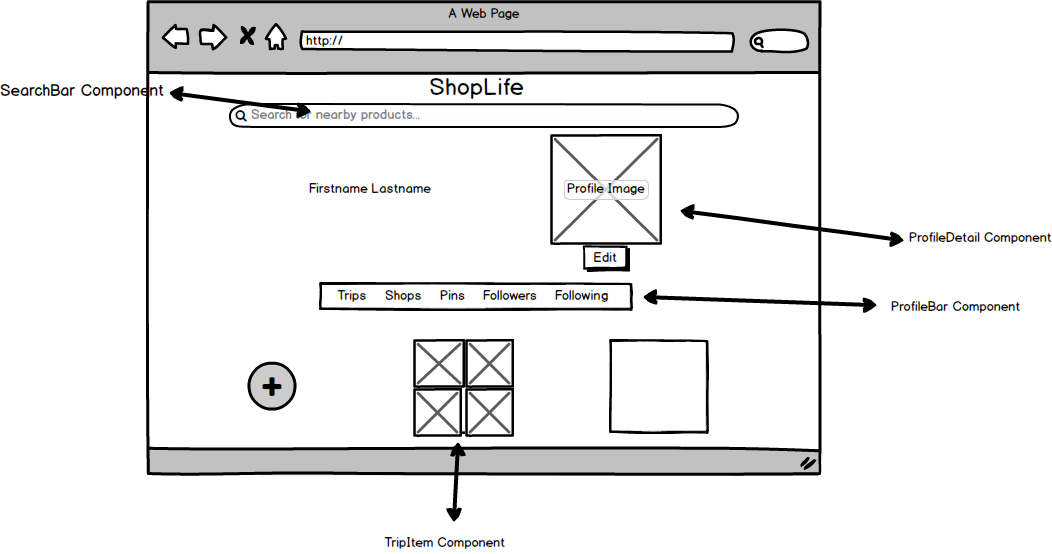 A Web Page
http://
ShopLife
SearchBar Component
Search for nearby products...
Firstname Lastname
Profile Image
ProfileDetail Component
Edit
Trips Shops Pins Followers Following
ProfileBar Component
TripItem Component